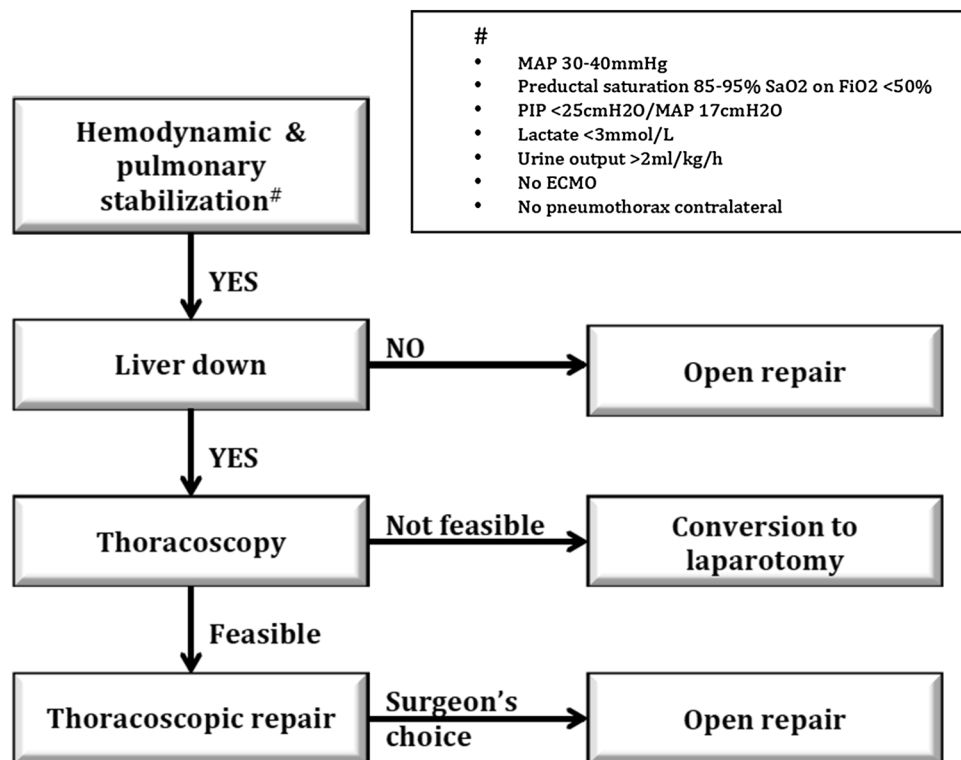 #
• MAP 30-40mmHg
• Preductal saturation 85-95% SaO2 on FiO2 <50%
• PIP <25cmH2O/MAP 17cmH2O
• Lactate <3mmol/L
• Urine output >2ml/kg/h
• No ECMO
• No pneumothorax contralateral
Hemodynamic &
pulmonary
stabilization#
YES
Liver down
NO
Open repair
YES
Thoracoscopy
Not feasible
Conversion to
laparotomy
Feasible
Thoracoscopic repair
Surgeon's
choice
Open repair